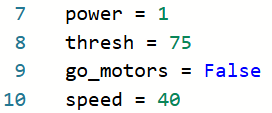 7 power = 1
8 thresh = 75
9 go_motors = False
10 speed = 40